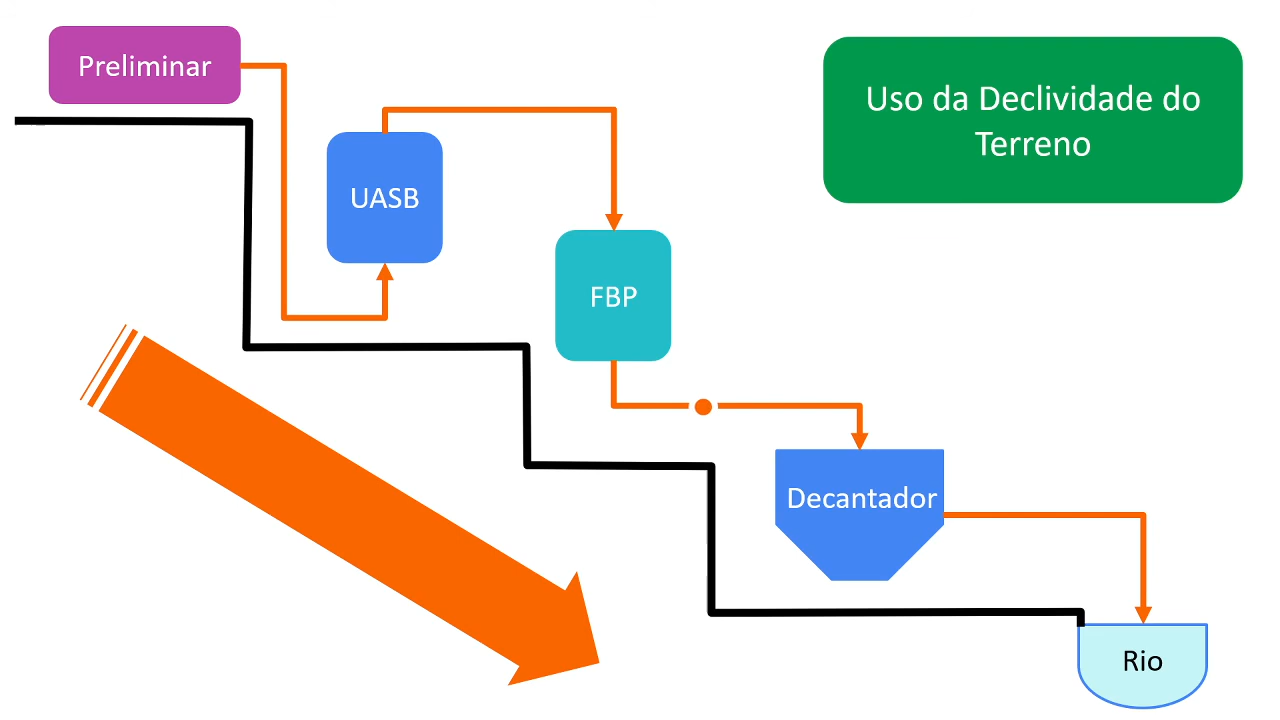 Preliminar
Uso da Declividade do
Terreno
UASB
FBP
Decantador
Rio